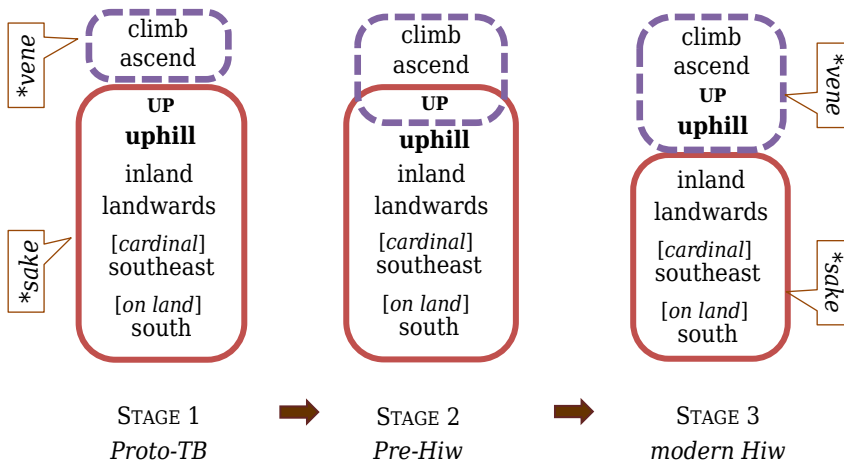 *vene
climb
ascend
UP
uphill
inland
landwards
[cardinal]
southeast
[on land]
south
*sake
STAGE 1
Proto-TB
climb
ascend
UP
uphill
inland
landwards
[cardinal]
southeast
[on land]
south
STAGE 2
Pre-Hiw
climb
ascend
UP
uphill
*vene
inland
landwards
[cardinal]
southeast
[on land]
south
*sake
STAGE 3
modern Hiw